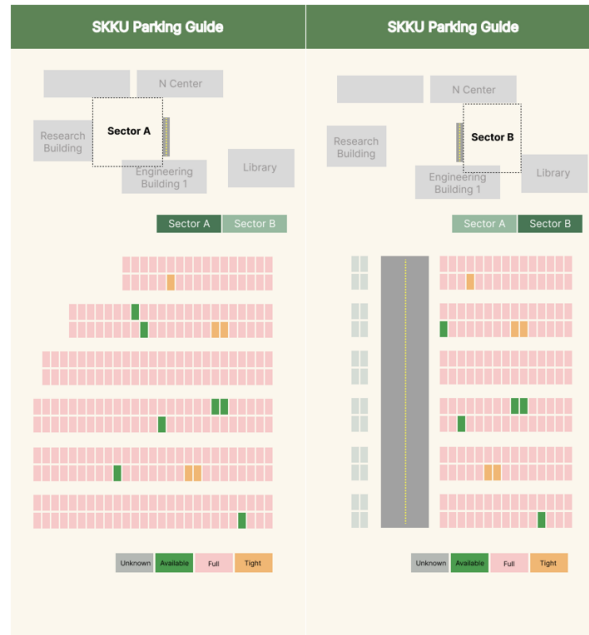 SKKU Parking Guide
N Center
Sector A
Research
Building
Engineering
Building 1
Library
Sector A
Sector B
Unknown
Available
Full
Tight
SKKU Parking Guide
N Center
Sector B
Research
Building
Engineering
Building 1
Library
Sector A
Sector B
Unknown
Available
Full
Tight